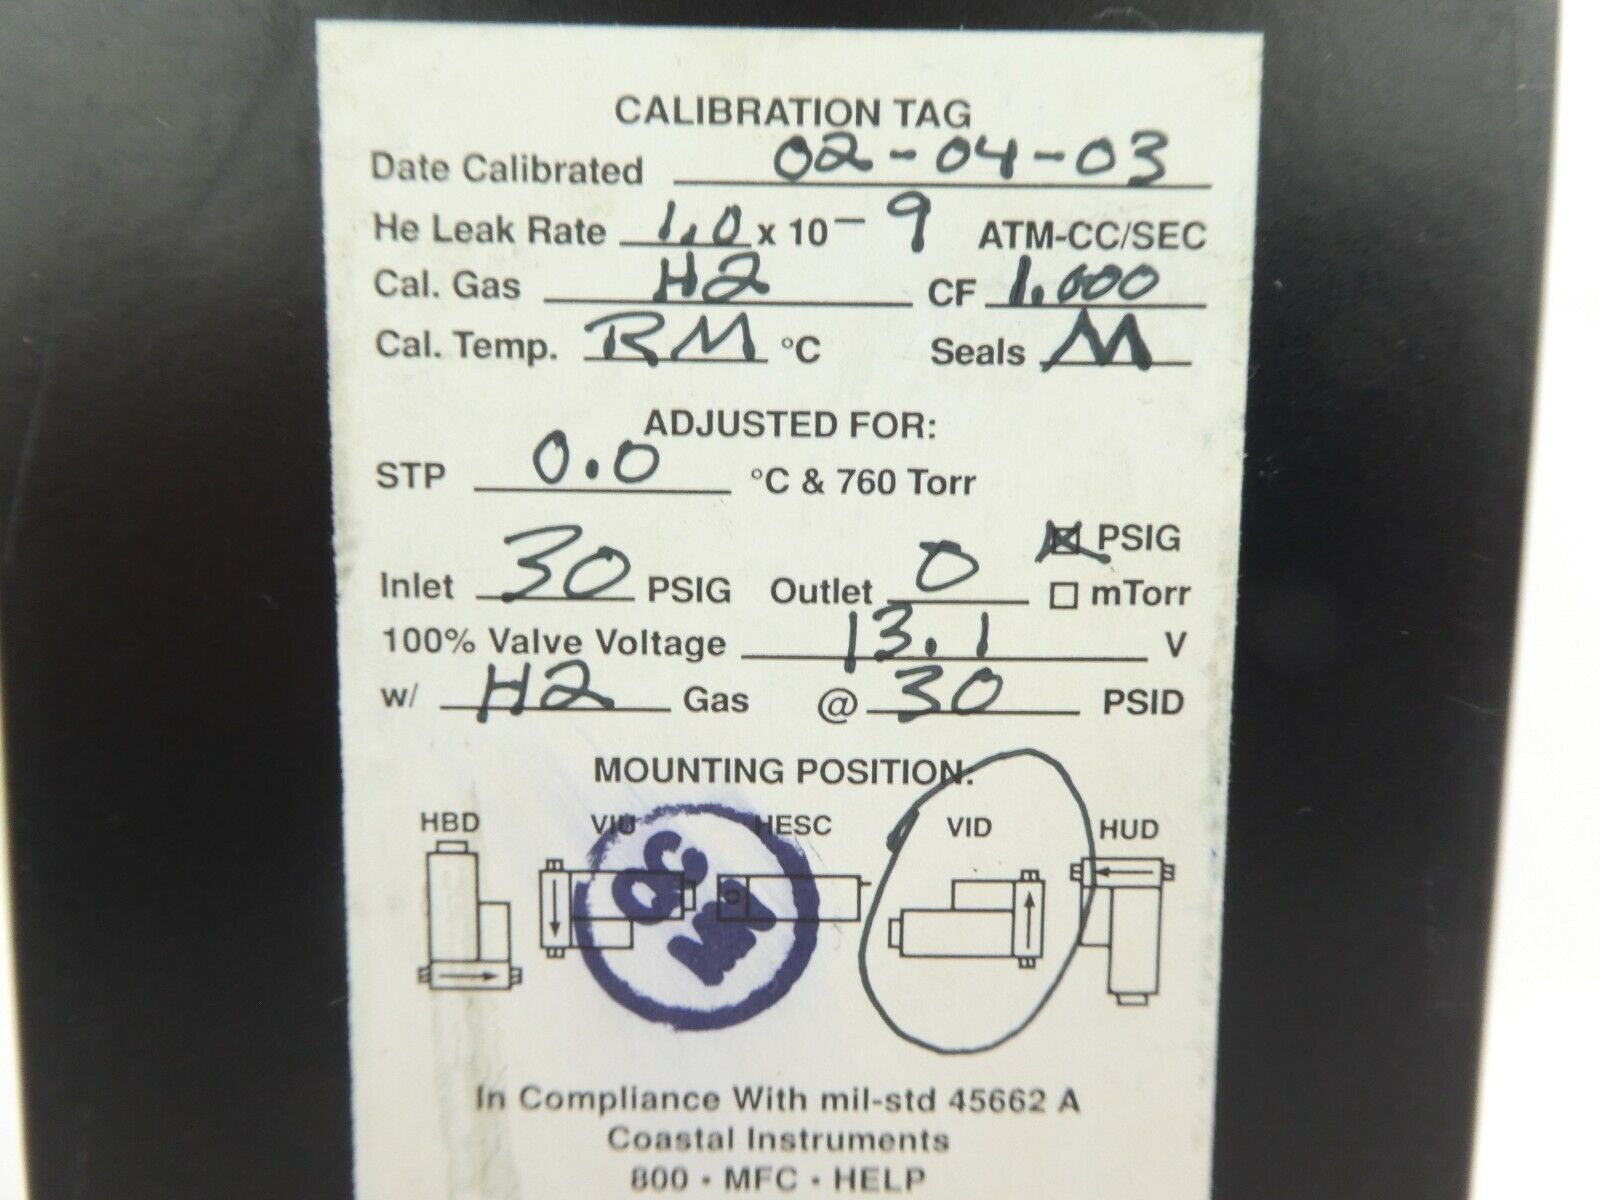 CALIBRATION TAG
Date Calibrated 02-04-03
He Leak Rate 1.0 x 10 - 9 ATM-CC/SEC
Cal. Gas H2 CF 1.000
Cal. Temp. RM °C Seals M
ADJUSTED FOR:
STP 0.0 °C & 760 Torr
☒ PSIG
Inlet 30 PSIG Outlet 0 ☐ mTorr
100% Valve Voltage 13.1 V
w/ H2 Gas @ 30 PSID
MOUNTING POSITION:
HBD VIU HESC VID HUD
QC
In Compliance With mil-std 45662 A
Coastal Instruments
800 - MFC - HELP